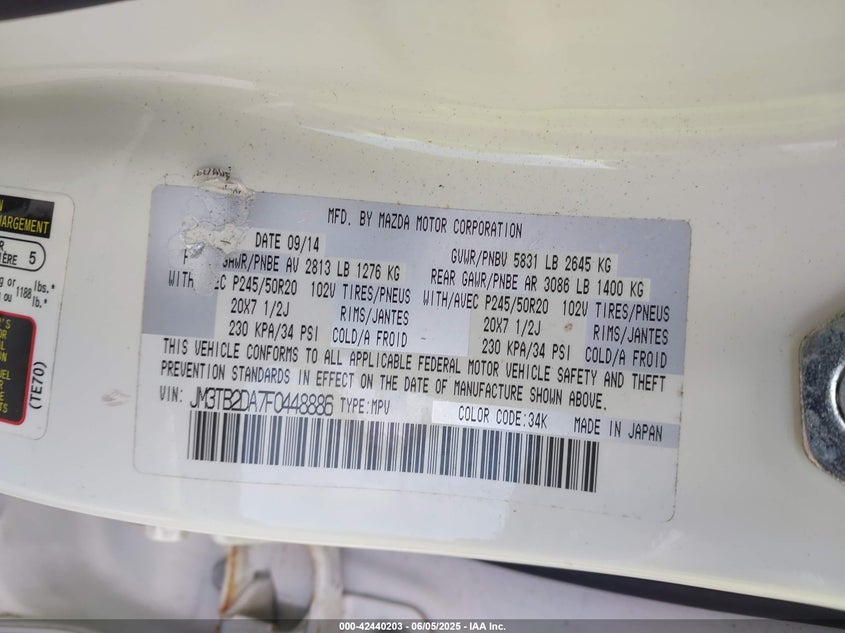 MFD. BY MAZDA MOTOR CORPORATION
DATE 09/14
GVWR/PNBV 5831 LB 2645 KG
GAWR/PNBE AV 2813 LB 1276 KG
REAR GAWR/PNBE AR 3086 LB 1400 KG
WITH/AVEC P245/50R20 102V TIRES/PNEUS
WITH/AVEC P245/50R20 102V TIRES/PNEUS
20X7 1/2J RIMS/JANTES
20X7 1/2J RIMS/JANTES
230 KPA/34 PSI COLD/A FROID
230 KPA/34 PSI COLD/A FROID
THIS VEHICLE CONFORMS TO ALL APPLICABLE FEDERAL MOTOR VEHICLE SAFETY AND THEFT
PREVENTION STANDARDS IN EFFECT ON THE DATE OF MANUFACTURE SHOWN ABOVE.
VIN: JM3TB2DA7F0448886 TYPE:MPV COLOR CODE:34K MADE IN JAPAN
5
(TE70)
000-42440203 - 06/05/2025 - IAA Inc.